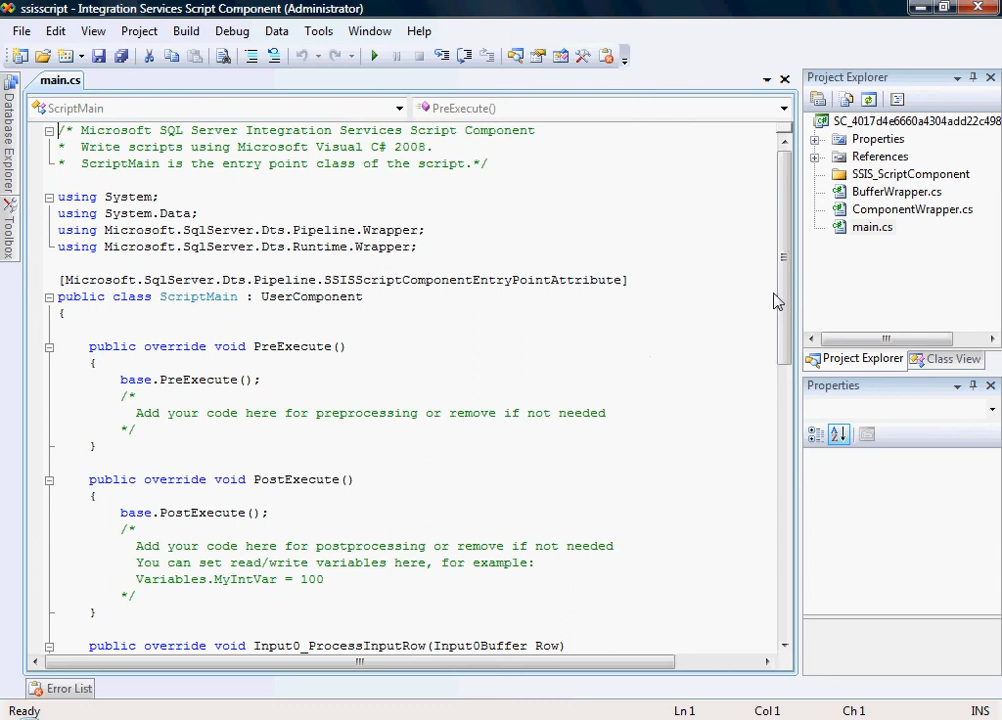 ssisscript - Integration Services Script Component (Administrator)
File Edit View Project Build Debug Data Tools Window Help
Database Explorer
Toolbox
main.cs
ScriptMain
PreExecute()
/* Microsoft SQL Server Integration Services Script Component
* Write scripts using Microsoft Visual C# 2008.
* ScriptMain is the entry point class of the script.*/
using System;
using System.Data;
using Microsoft.SqlServer.Dts.Pipeline.Wrapper;
using Microsoft.SqlServer.Dts.Runtime.Wrapper;
[Microsoft.SqlServer.Dts.Pipeline.SSISScriptComponentEntryPointAttribute]
public class ScriptMain : UserComponent
{
public override void PreExecute()
{
base.PreExecute();
/*
Add your code here for preprocessing or remove if not needed
*/
}
public override void PostExecute()
{
base.PostExecute();
/*
Add your code here for postprocessing or remove if not needed
You can set read/write variables here, for example:
Variables.MyIntVar = 100
*/
}
public override void Input0_ProcessInputRow(Input0Buffer Row)
Project Explorer
SC_4017d4e6660a4304add22c498
Properties
References
SSIS_ScriptComponent
BufferWrapper.cs
ComponentWrapper.cs
main.cs
Project Explorer Class View
Properties
Error List
Ready Ln 1 Col 1 Ch 1 INS